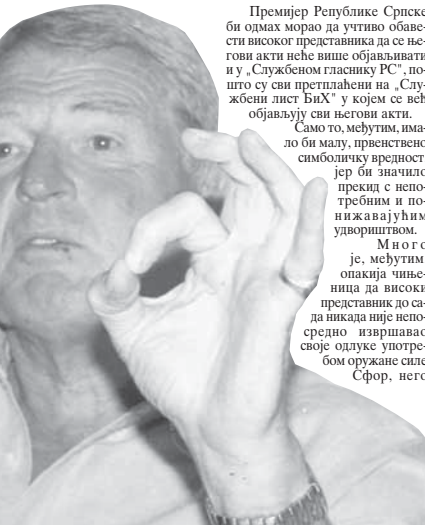 Премијер Републике Српске
би одмах морао да учтиво обаве-
сти високог представника да се ње-
гови акти неће више објављивати
и у „Службеном гласнику РС", по-
што су сви претплаћени на „Слу-
жбени лист БиХ" у којем се већ
објављују сви његови акти.
Само то, међутим, има-
ло би малу, првенствено
симболичку вредност
јер би значило
прекид с непо-
требним и по-
нижавајућим
удвориштвом.
Много
је, међутим
опакија чиње-
ница да високи
представник до са-
да никада није непо-
средно извршавао
своје одлуке употре-
бом оружане силе
Сфор, него